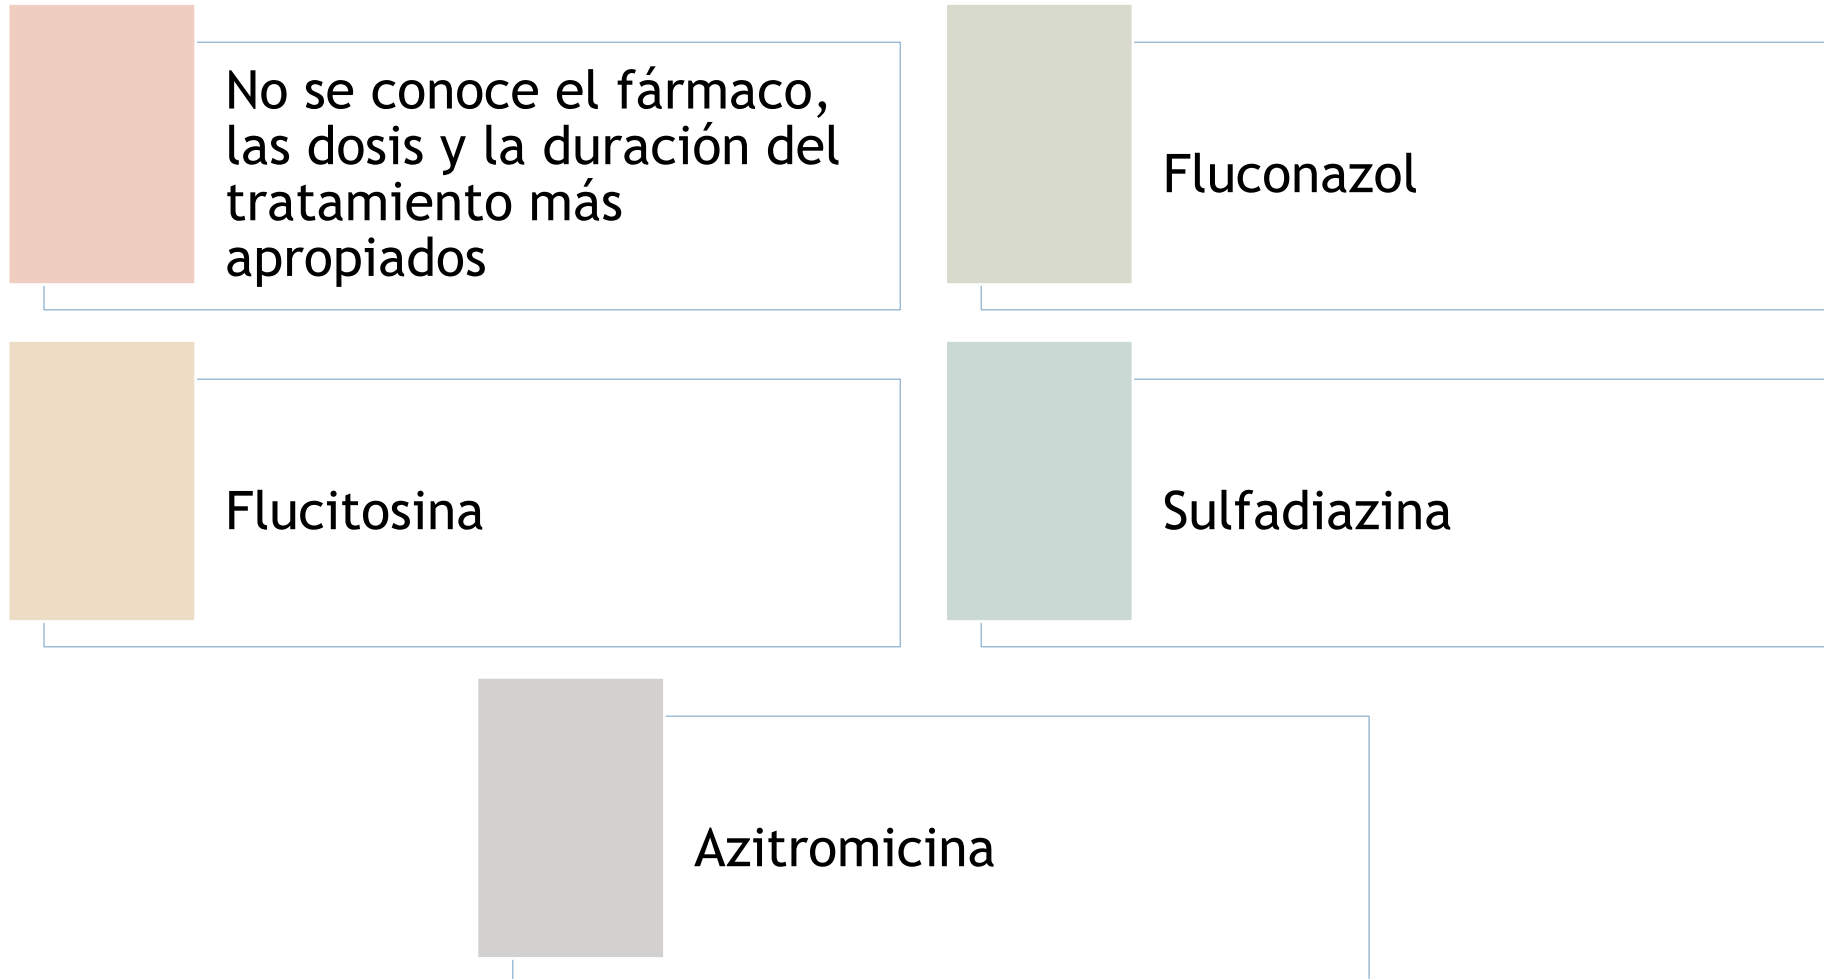 No se conoce el fármaco,
las dosis y la duración del
tratamiento más
apropiados
Fluconazol
Flucitosina
Sulfadiazina
Azitromicina